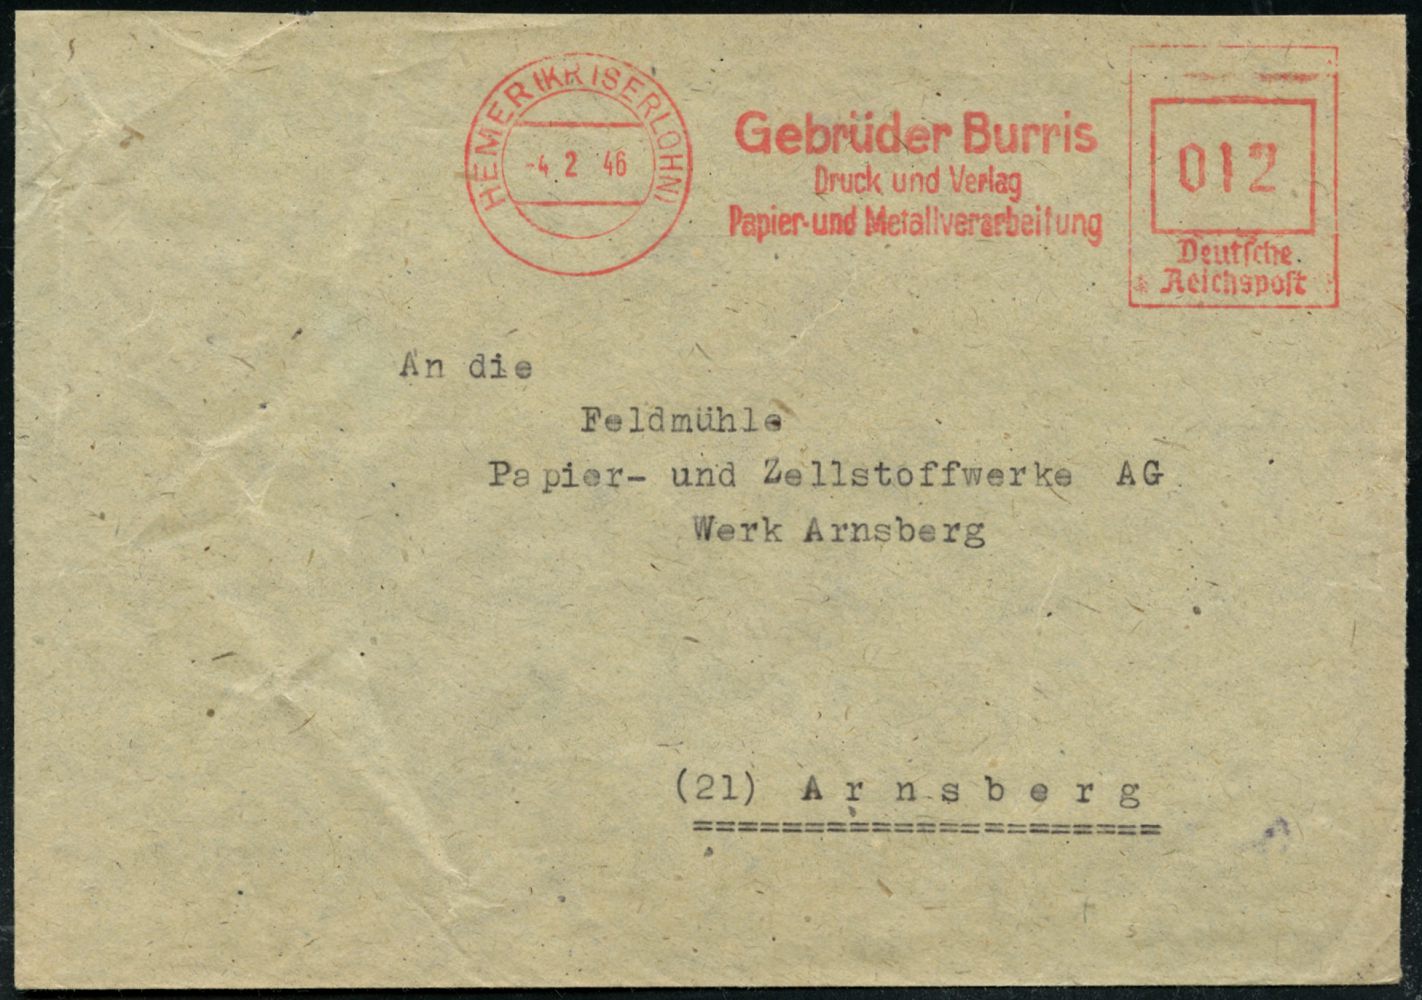 HEMER (KR ISERLOHN)
-4. 2 46
Gebrüder Burris
Druck und Verlag
Papier- und Metallverarbeitung
012
Deutsche
Reichspost
An die
Feldmühle
Papier- und Zellstoffwerke AG
Werk Arnsberg
(21) A r n s b e r g
=====================